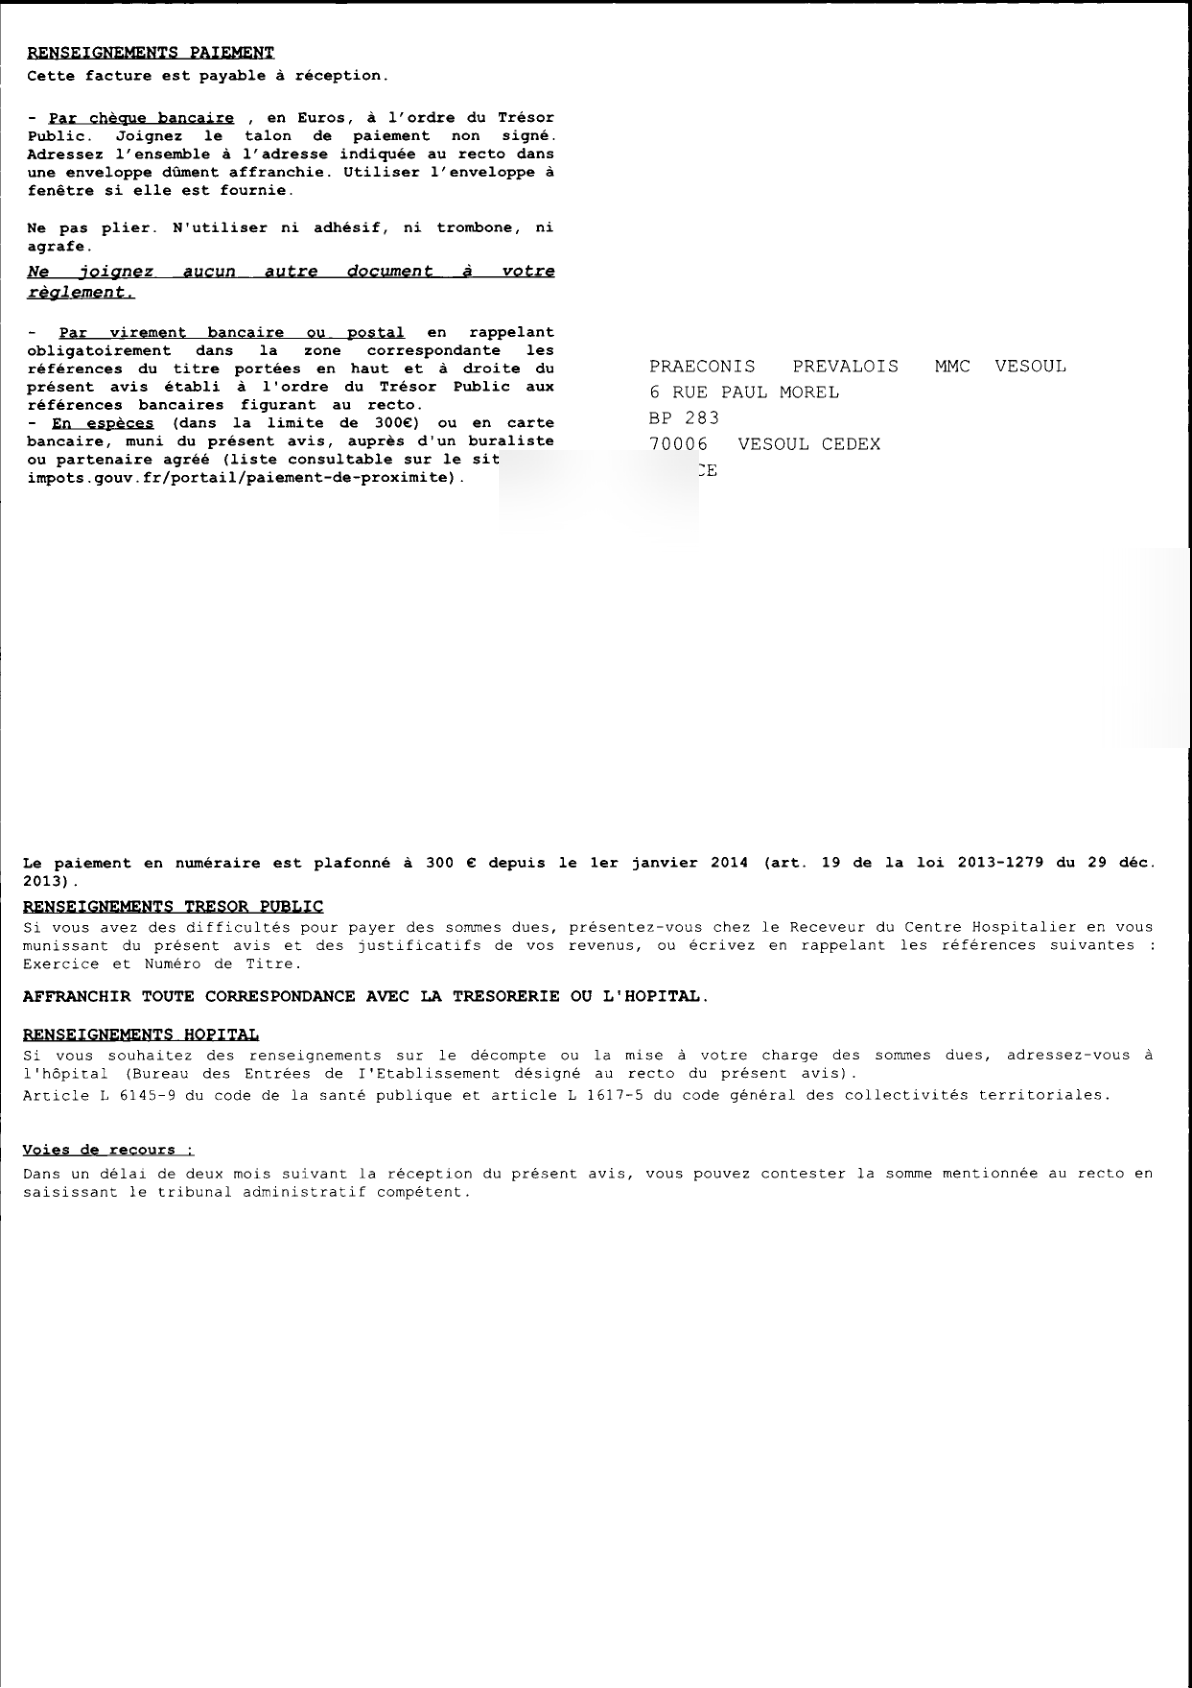 RENSEIGNEMENTS PAIEMENT
Cette facture est payable à réception.
- Par chèque bancaire , en Euros, à l'ordre du Trésor
Public. Joignez le talon de paiement non signé.
Adressez l'ensemble à l'adresse indiquée au recto dans
une enveloppe dûment affranchie. Utiliser l'enveloppe à
fenêtre si elle est fournie.
Ne pas plier. N'utiliser ni adhésif, ni trombone, ni
agrafe.
Ne joignez aucun autre document à votre
règlement.
- Par virement bancaire ou postal en rappelant
obligatoirement dans la zone correspondante les
références du titre portées en haut et à droite du
présent avis établi à l'ordre du Trésor Public aux
références bancaires figurant au recto.
- En espèces (dans la limite de 300€) ou en carte
bancaire, muni du présent avis, auprès d'un buraliste
ou partenaire agréé (liste consultable sur le sit
impots.gouv.fr/portail/paiement-de-proximite).
PRAECONIS PREVALOIS MMC VESOUL
6 RUE PAUL MOREL
BP 283
70006 VESOUL CEDEX
CE
Le paiement en numéraire est plafonné à 300 € depuis le 1er janvier 2014 (art. 19 de la loi 2013-1279 du 29 déc.
2013).
RENSEIGNEMENTS TRESOR PUBLIC
Si vous avez des difficultés pour payer des sommes dues, présentez-vous chez le Receveur du Centre Hospitalier en vous
munissant du présent avis et des justificatifs de vos revenus, ou écrivez en rappelant les références suivantes :
Exercice et Numéro de Titre.
AFFRANCHIR TOUTE CORRESPONDANCE AVEC LA TRESORERIE OU L'HOPITAL.
RENSEIGNEMENTS HOPITAL
Si vous souhaitez des renseignements sur le décompte ou la mise à votre charge des sommes dues, adressez-vous à
l'hôpital (Bureau des Entrées de I'Etablissement désigné au recto du présent avis).
Article L 6145-9 du code de la santé publique et article L 1617-5 du code général des collectivités territoriales.
Voies de recours :
Dans un délai de deux mois suivant la réception du présent avis, vous pouvez contester la somme mentionnée au recto en
saisissant le tribunal administratif compétent.